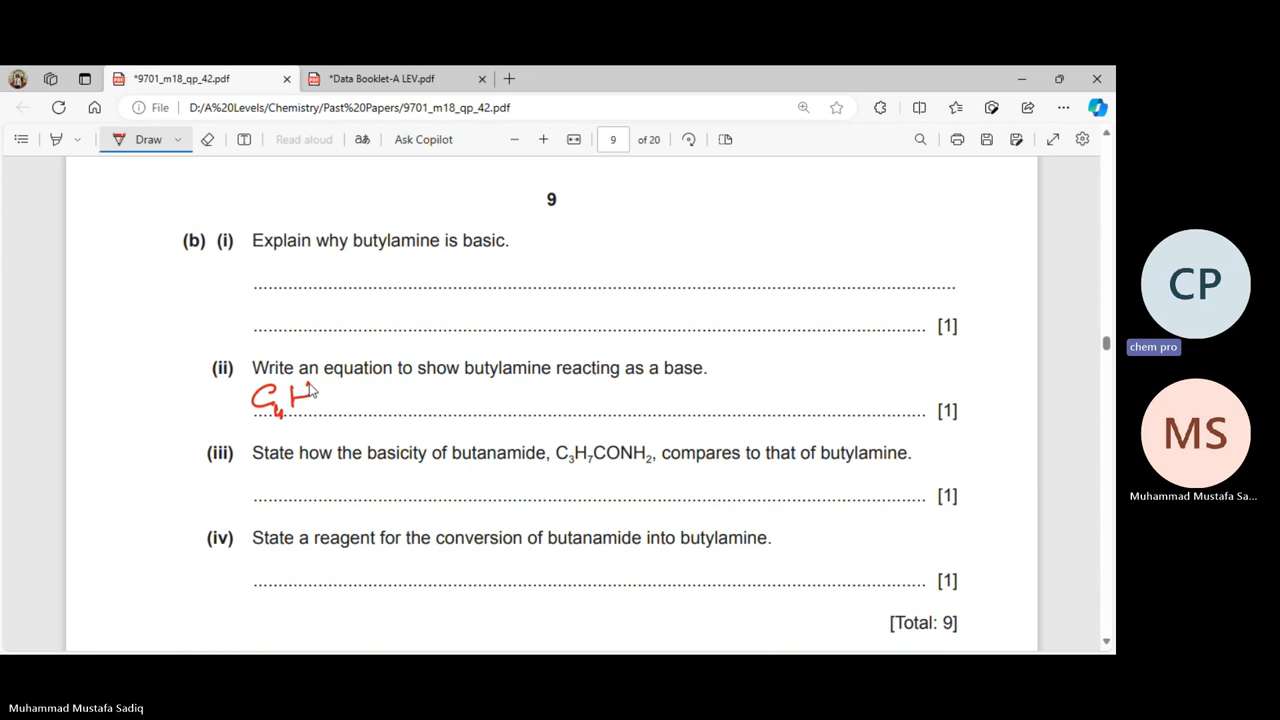 *9701_m18_qp_42.pdf
*Data Booklet-A LEV.pdf
File D:/A%20Levels/Chemistry/Past%20Papers/9701_m18_qp_42.pdf
Draw Read aloud aあ Ask Copilot 9 of 20
9
(b) (i) Explain why butylamine is basic.
.......................................................................................................................................
................................................................................................................................. [1]
(ii) Write an equation to show butylamine reacting as a base.
C₄H
................................................................................................................................. [1]
(iii) State how the basicity of butanamide, C₃H₇CONH₂, compares to that of butylamine.
................................................................................................................................. [1]
(iv) State a reagent for the conversion of butanamide into butylamine.
................................................................................................................................. [1]
[Total: 9]
CP
chem pro
MS
Muhammad Mustafa Sa...
Muhammad Mustafa Sadiq